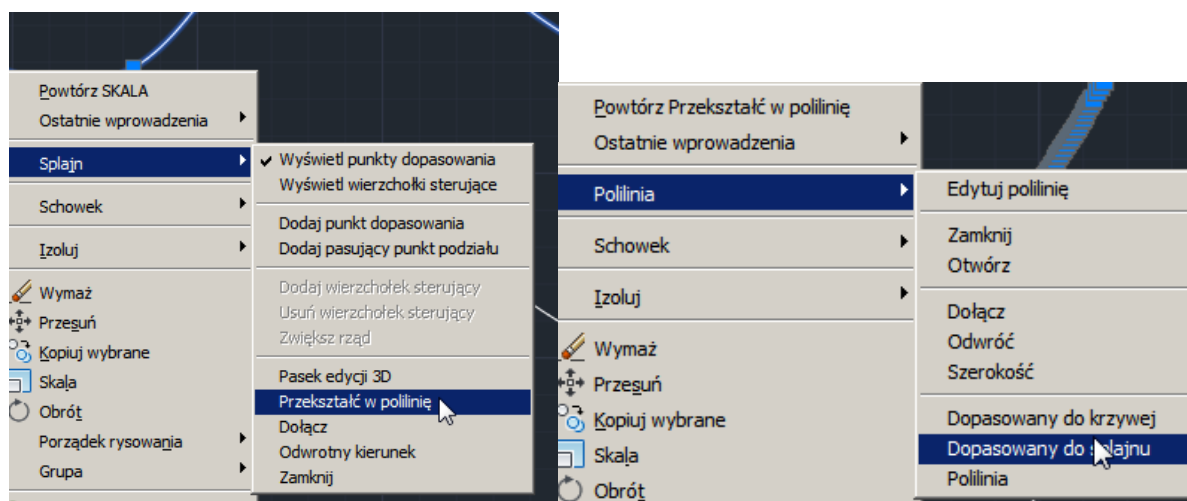 Powtórz SKALA
Ostatnie wprowadzenia
Splajn
Schowek
Izoluj
Wymaż
Przesuń
Kopiuj wybrane
Skala
Obrót
Porządek rysowania
Grupa
Wyświetl punkty dopasowania
Wyświetl wierzchołki sterujące
Dodaj punkt dopasowania
Dodaj pasujący punkt podziału
Dodaj wierzchołek sterujący
Usuń wierzchołek sterujący
Zwiększ rząd
Pasek edycji 3D
Przekształć w polilinię
Dołącz
Odwrotny kierunek
Zamknij
Powtórz Przekształć w polilinię
Ostatnie wprowadzenia
Polilinia
Schowek
Izoluj
Wymaż
Przesuń
Kopiuj wybrane
Skala
Obrót
Edytuj polilinię
Zamknij
Otwórz
Dołącz
Odwróć
Szerokość
Dopasowany do krzywej
Dopasowany do splajnu
Polilinia